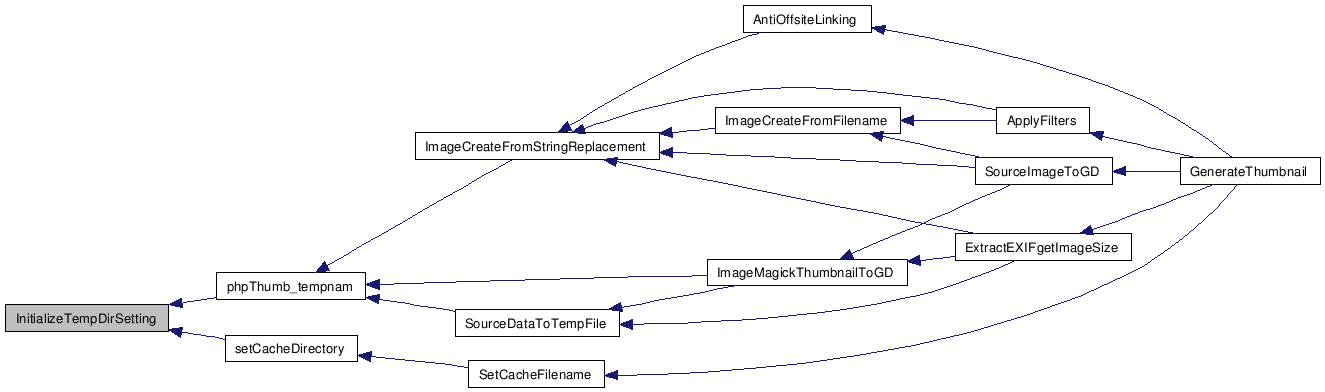 AntiOffsiteLinking
ImageCreateFromFilename
ApplyFilters
ImageCreateFromStringReplacement
SourceImageToGD
GenerateThumbnail
ExtractEXIFgetImageSize
ImageMagickThumbnailToGD
phpThumb_tempnam
InitializeTempDirSetting
SourceDataToTempFile
setCacheDirectory
SetCacheFilename